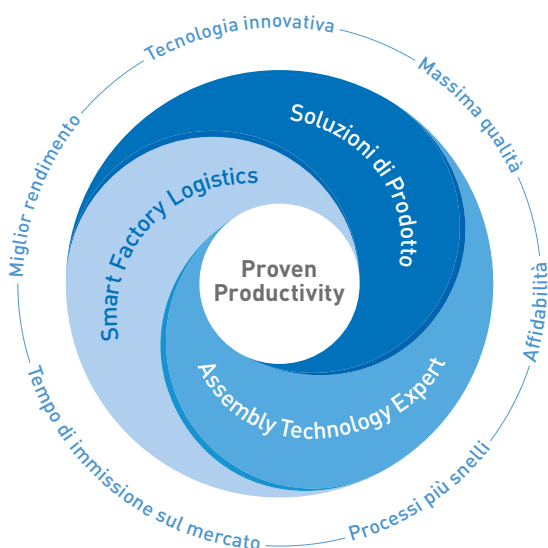 Tecnologia innovativa
Massima qualità
Affidabilità
Processi più snelli
Tempo di immissione sul mercato
Miglior rendimento
Soluzioni di Prodotto
Smart Factory Logistics
Assembly Technology Expert
Proven
Productivity